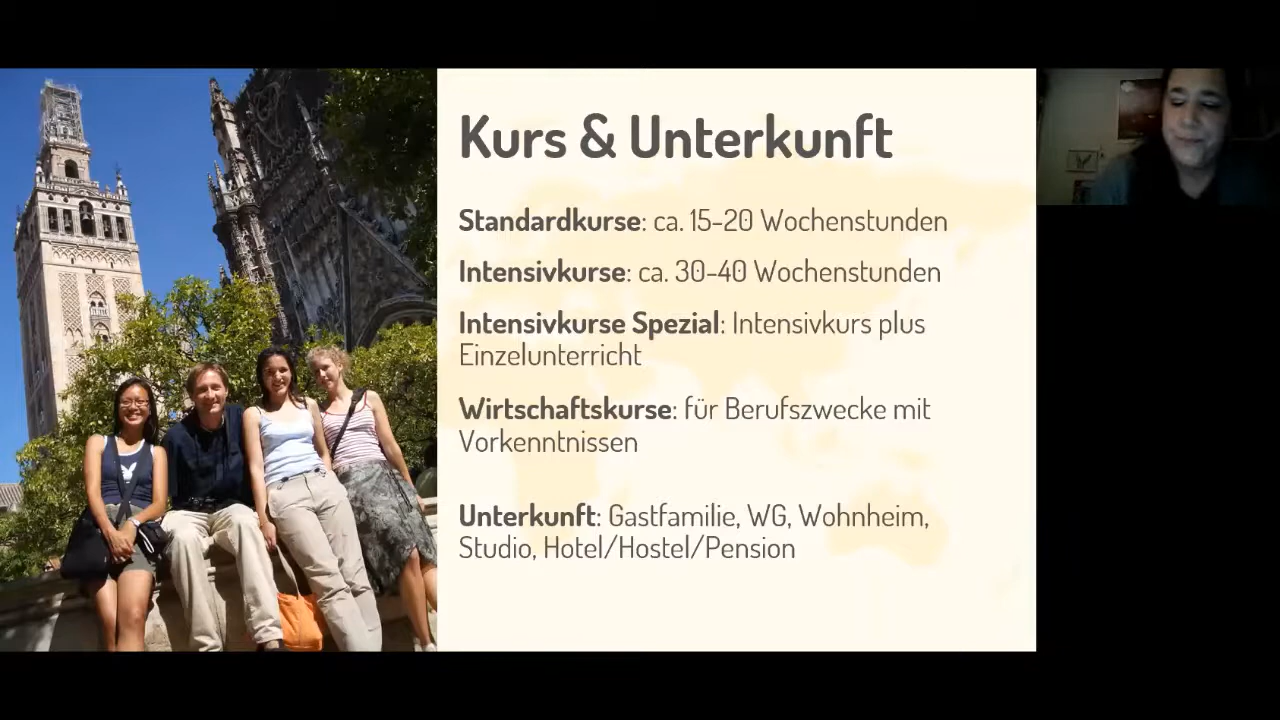 Kurs & Unterkunft
Standardkurse: ca. 15-20 Wochenstunden
Intensivkurse: ca. 30-40 Wochenstunden
Intensivkurse Spezial: Intensivkurs plus
Einzelunterricht
Wirtschaftskurse: für Berufszwecke mit
Vorkenntnissen
Unterkunft: Gastfamilie, WG, Wohnheim,
Studio, Hotel/Hostel/Pension